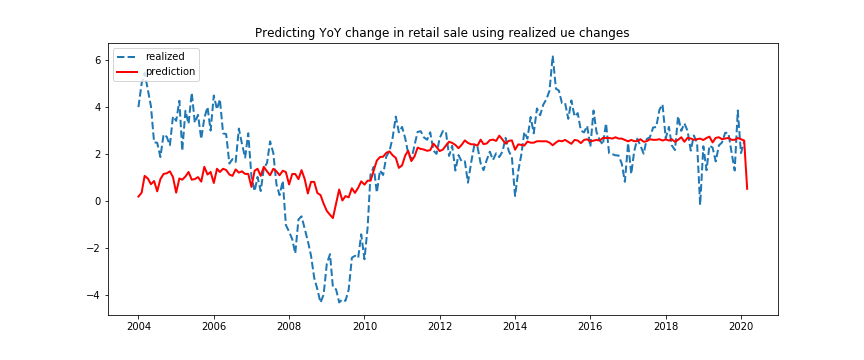 Predicting YoY change in retail sale using realized ue changes
realized
prediction
6
4
2
0
−2
−4
2004 2006 2008 2010 2012 2014 2016 2018 2020